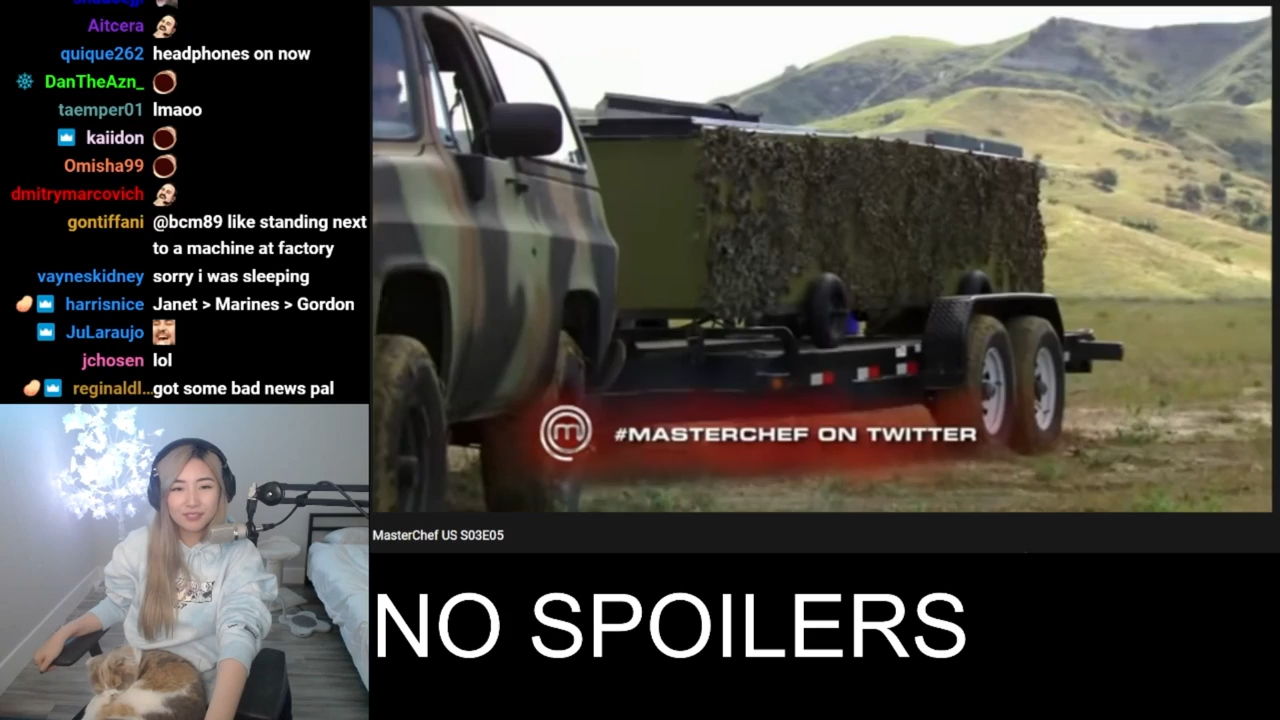 Aitcera
quique262 headphones on now
DanTheAzn_
taemper01 lmaoo
kaiidon
Omisha99
dmitrymarcovich
gontiffani @bcm89 like standing next
to a machine at factory
vayneskidney sorry i was sleeping
harrisnice Janet > Marines > Gordon
JuLaraujo
jchosen lol
reginaldl... got some bad news pal
#MASTERCHEF ON TWITTER
MasterChef US S03E05
NO SPOILERS